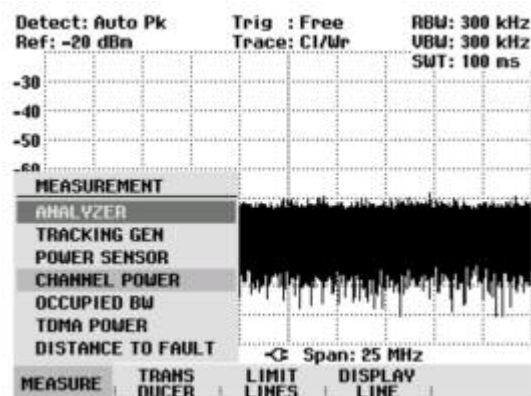 Detect: Auto Pk Trig : Free RBW: 300 kHz
Ref: -20 dBm Trace: Cl/Wr VBW: 300 kHz
SWT: 100 ms
-30
-40
-50
-60
MEASUREMENT
ANALYZER
TRACKING GEN
POWER SENSOR
CHANNEL POWER
OCCUPIED BW
TDMA POWER
DISTANCE TO FAULT
Span: 25 MHz
MEASURE TRANS LIMIT DISPLAY
DUCER LINES LINE